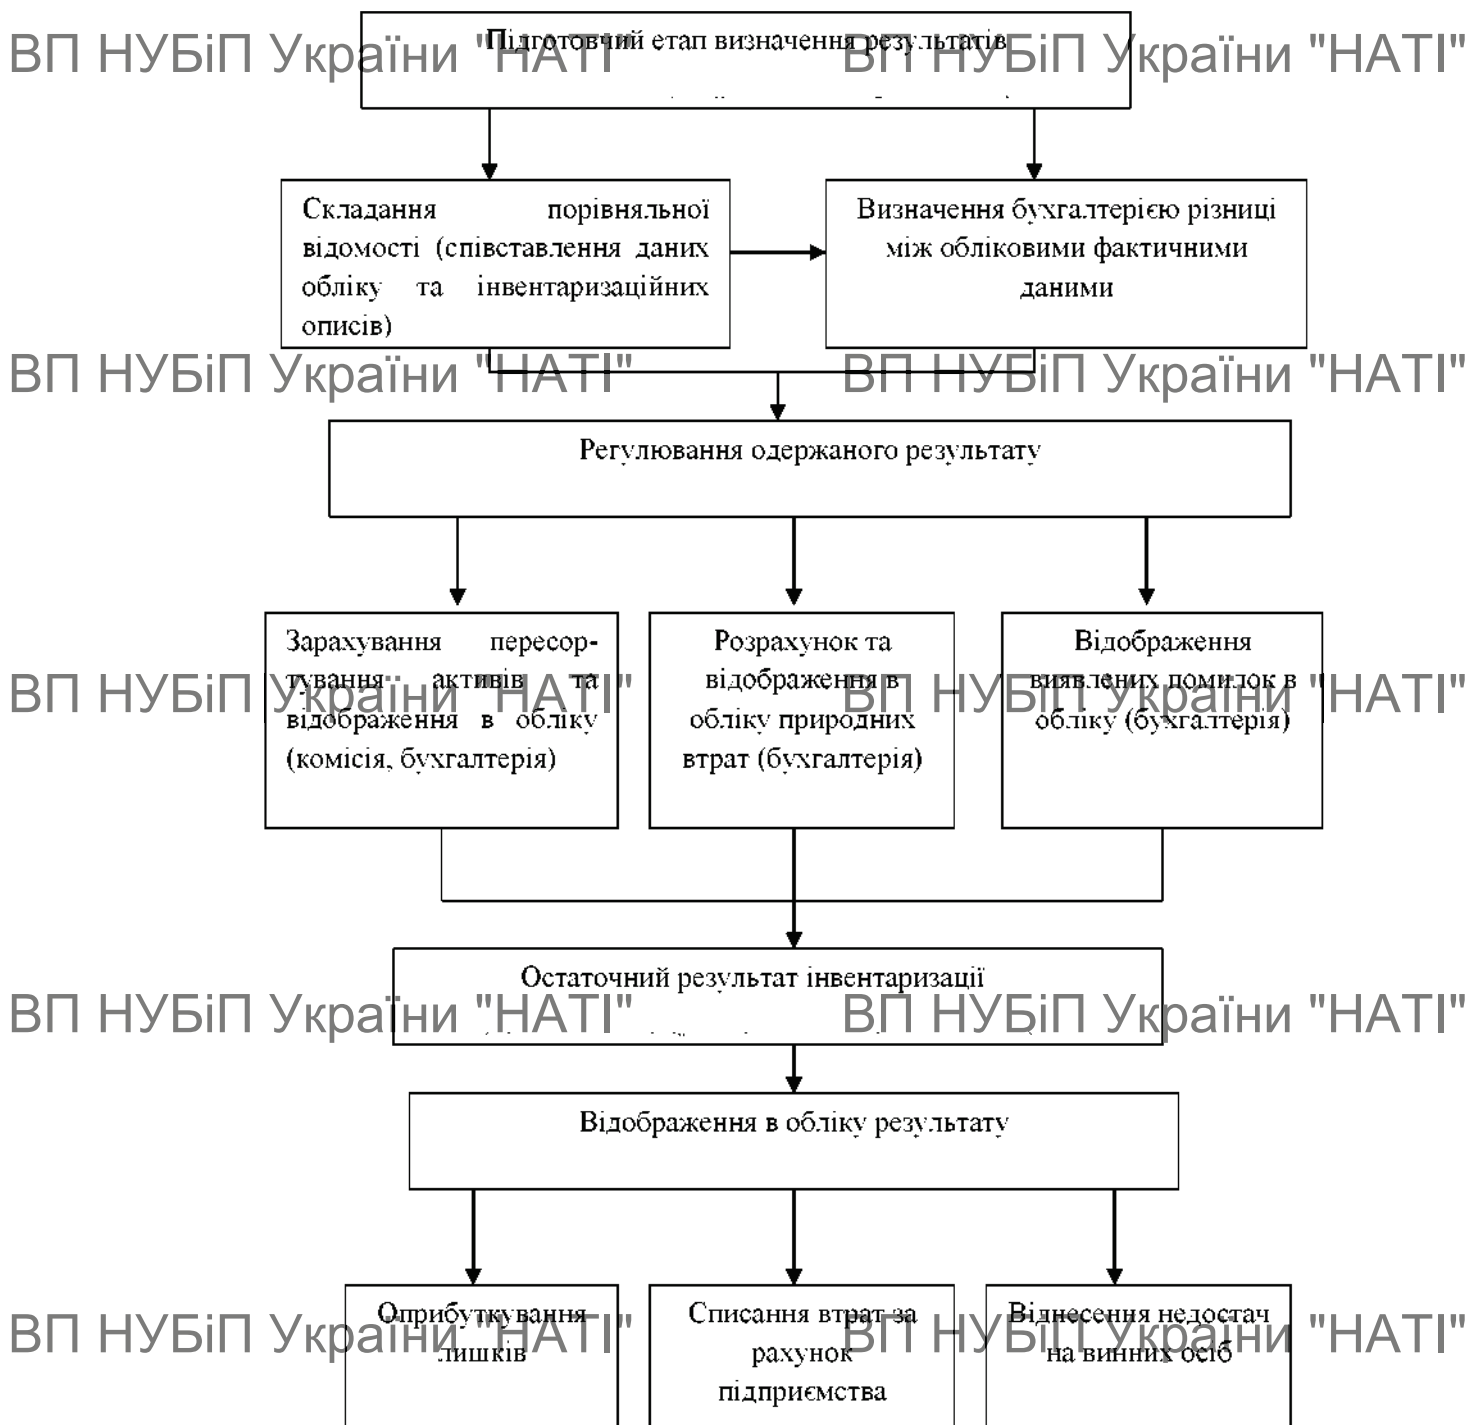 ВП НУБіП України "НАТІ" ВП НУБіП України "НАТІ"
Підготовчий етап визначення результатів
Складання порівняльної
відомості (співставлення даних
обліку та інвентаризаційних
описів)
Визначення бухгалтерією різниці
між обліковими фактичними
даними
ВП НУБіП України "НАТІ" ВП НУБіП України "НАТІ"
Регулювання одержаного результату
Зарахування пересор-
тування активів та
відображення в обліку
(комісія, бухгалтерія)
Розрахунок та
відображення в
обліку природних
втрат (бухгалтерія)
Відображення
виявлених помилок в
обліку (бухгалтерія)
ВП НУБіП України "НАТІ" ВП НУБіП України "НАТІ"
Остаточний результат інвентаризації
ВП НУБіП України "НАТІ" ВП НУБіП України "НАТІ"
Відображення в обліку результату
Оприбуткування
лишків
Списання втрат за
рахунок
підприємства
Віднесення недостач
на винних осіб
ВП НУБіП України "НАТІ" ВП НУБіП України "НАТІ"